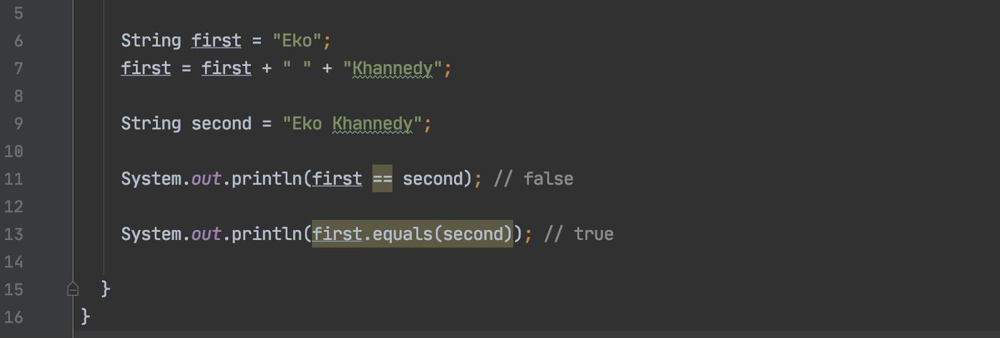 5
6 String first = "Eko";
7 first = first + " " + "Khannedy";
8
9 String second = "Eko Khannedy";
10
11 System.out.println(first == second); // false
12
13 System.out.println(first.equals(second)); // true
14
15 }
16 }